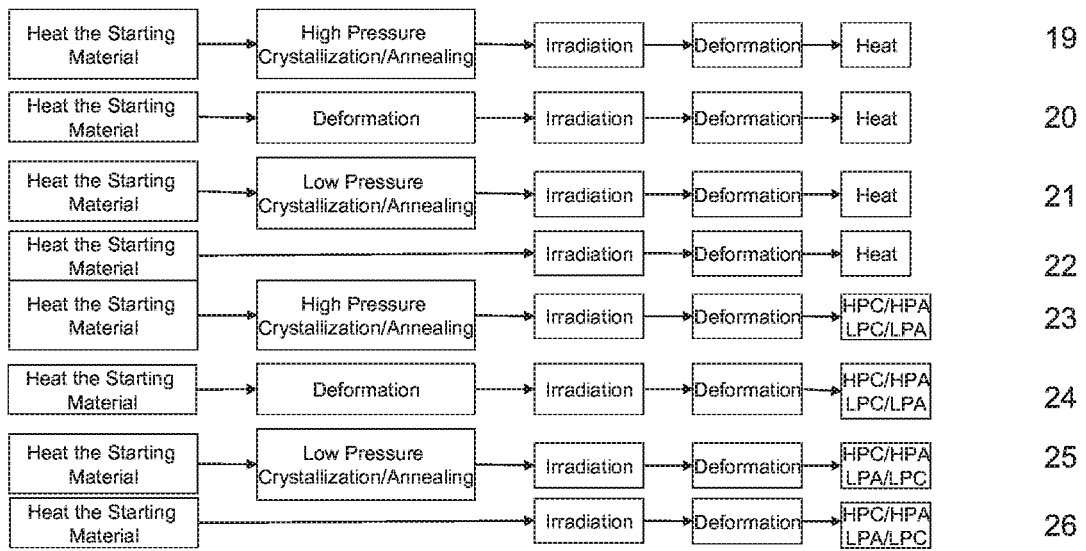 Heat the Starting
Material
High Pressure
Crystallization/Annealing
Irradiation
Deformation
Heat
19
Heat the Starting
Material
Deformation
Irradiation
Deformation
Heat
20
Heat the Starting
Material
Low Pressure
Crystallization/Annealing
Irradiation
Deformation
Heat
21
Heat the Starting
Material
Irradiation
Deformation
Heat
22
Heat the Starting
Material
High Pressure
Crystallization/Annealing
Irradiation
Deformation
HPC/HPA
LPC/LPA
23
Heat the Starting
Material
Deformation
Irradiation
Deformation
HPC/HPA
LPC/LPA
24
Heat the Starting
Material
Low Pressure
Crystallization/Annealing
Irradiation
Deformation
HPC/HPA
LPA/LPC
25
Heat the Starting
Material
Irradiation
Deformation
HPC/HPA
LPA/LPC
26